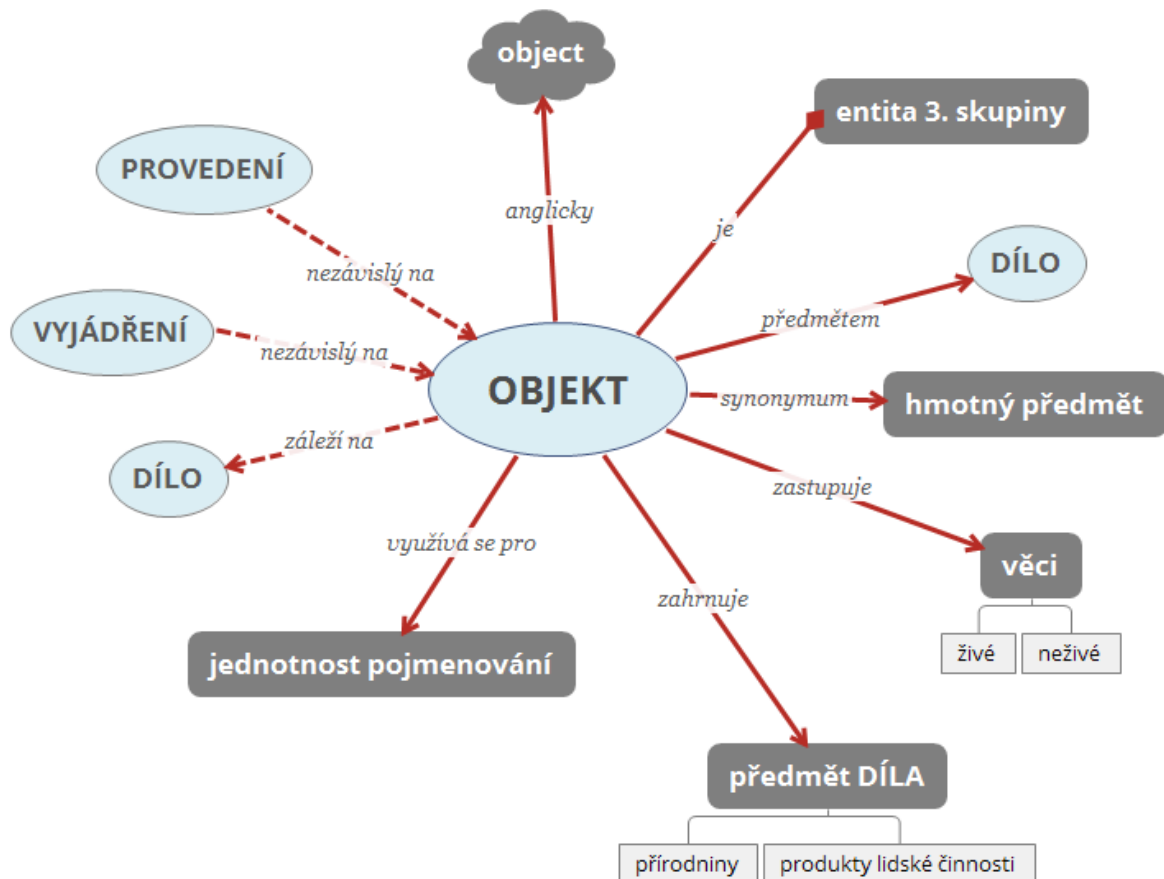 object
entita 3. skupiny
PROVEDENÍ
anglicky
je
DÍLO
nezávislý na
předmětem
VYJÁDŘENÍ
nezávislý na
OBJEKT
synonymum
hmotný předmět
záleží na
DÍLO
zastupuje
využívá se pro
věci
zahrnuje
živé
neživé
jednotnost pojmenování
předmět DÍLA
přírodniny
produkty lidské činnosti